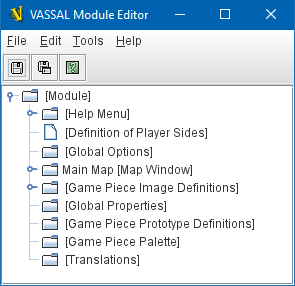 VASSAL Module Editor
File Edit Tools Help
[Module]
[Help Menu]
[Definition of Player Sides]
[Global Options]
Main Map [Map Window]
[Game Piece Image Definitions]
[Global Properties]
[Game Piece Prototype Definitions]
[Game Piece Palette]
[Translations]